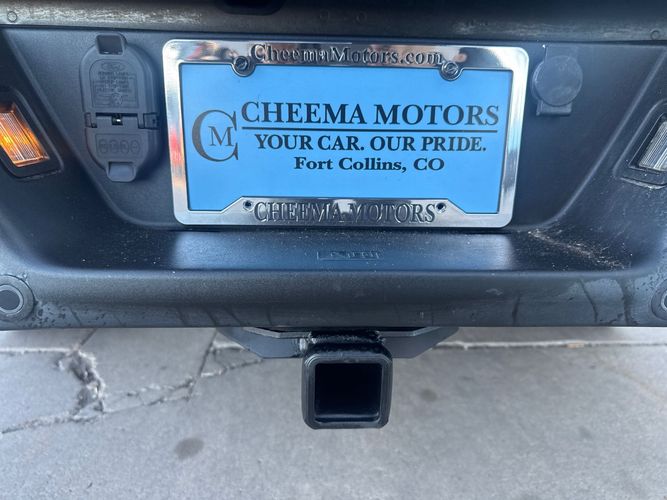 CheemaMotors.com
CM
CHEEMA MOTORS
YOUR CAR. OUR PRIDE.
Fort Collins, CO
CHEEMA MOTORS